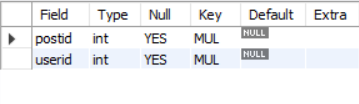 Field Type Null Key Default Extra
postid int YES MUL NULL
userid int YES MUL NULL